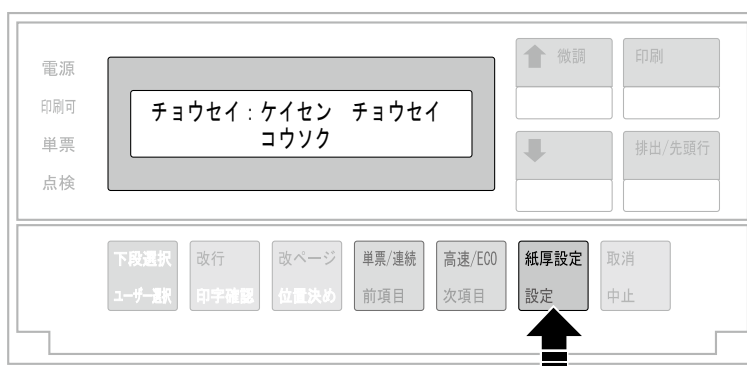 電源
印刷可
単票
点検
チョウセイ：ケイセン　チョウセイ
コウソク
微調
印刷
排出/先頭行
下段選択
ユーザー選択
改行
印字確認
改ページ
位置決め
単票/連続
前項目
高速/ECO
次項目
紙厚設定
設定
取消
中止